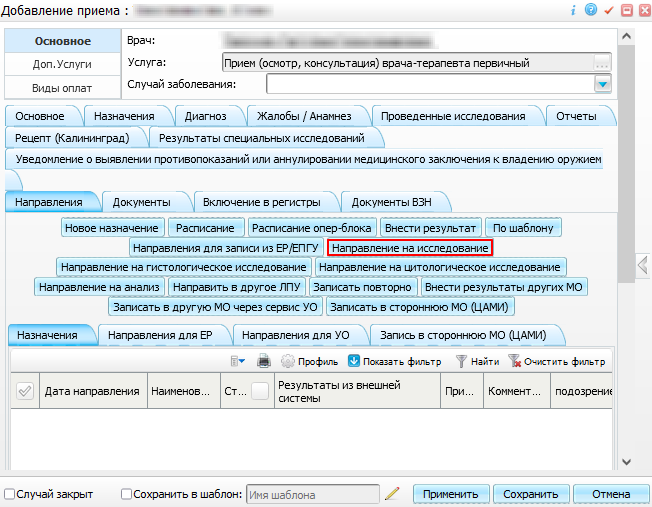 Добавление приема :
Основное
Доп.Услуги
Виды оплат
Врач:
Услуга: Прием (осмотр, консультация) врача-терапевта первичный ...
Случай заболевания:
Основное Назначения Диагноз Жалобы / Анамнез Проведенные исследования Отчеты
Рецепт (Калининград) Результаты специальных исследований
Уведомление о выявлении противопоказаний или аннулировании медицинского заключения к владению оружием
Направления Документы Включение в регистры Документы ВЗН
Новое назначение Расписание Расписание опер-блока Внести результат По шаблону
Направления для записи из ЕР/ЕПГУ Направление на исследование
Направление на гистологическое исследование Направление на цитологическое исследование
Направление на анализ Направить в другое ЛПУ Записать повторно Внести результаты других МО
Записать в другую МО через сервис УО Записать в стороннюю МО (ЦАМИ)
Назначения Направления для ЕР Направления для УО Запись в стороннюю МО (ЦАМИ)
Профиль Показать фильтр Найти Очистить фильтр
Дата направления Наименов... Ст... Результаты из внешней системы При... Коммент... подозрение
Случай закрыт Сохранить в шаблон: Имя шаблона Применить Сохранить Отмена